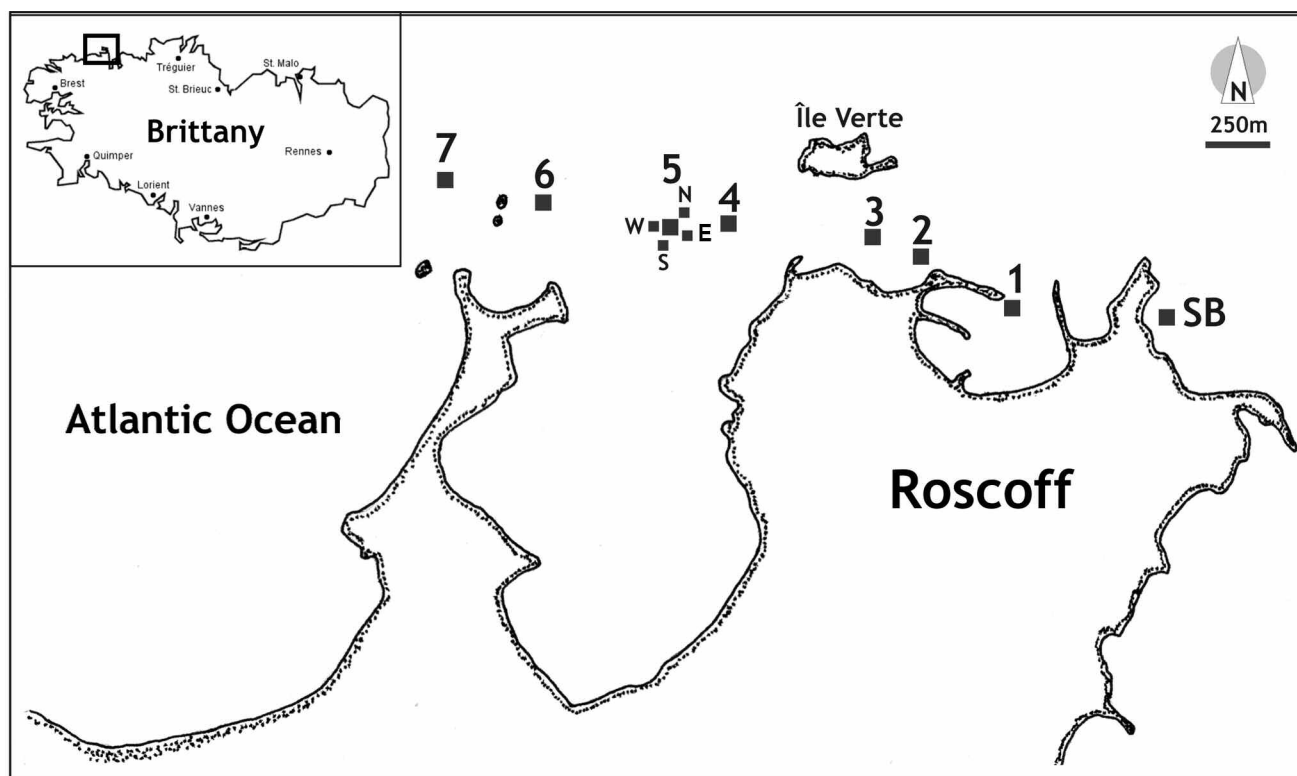 St. Malo
Tréguier
Brest
St. Brieuc
Brittany
Rennes
Quimper
Lorient
Vannes
N
250m
Île Verte
7
6
5
N
W
E
S
4
3
2
1
SB
Atlantic Ocean
Roscoff